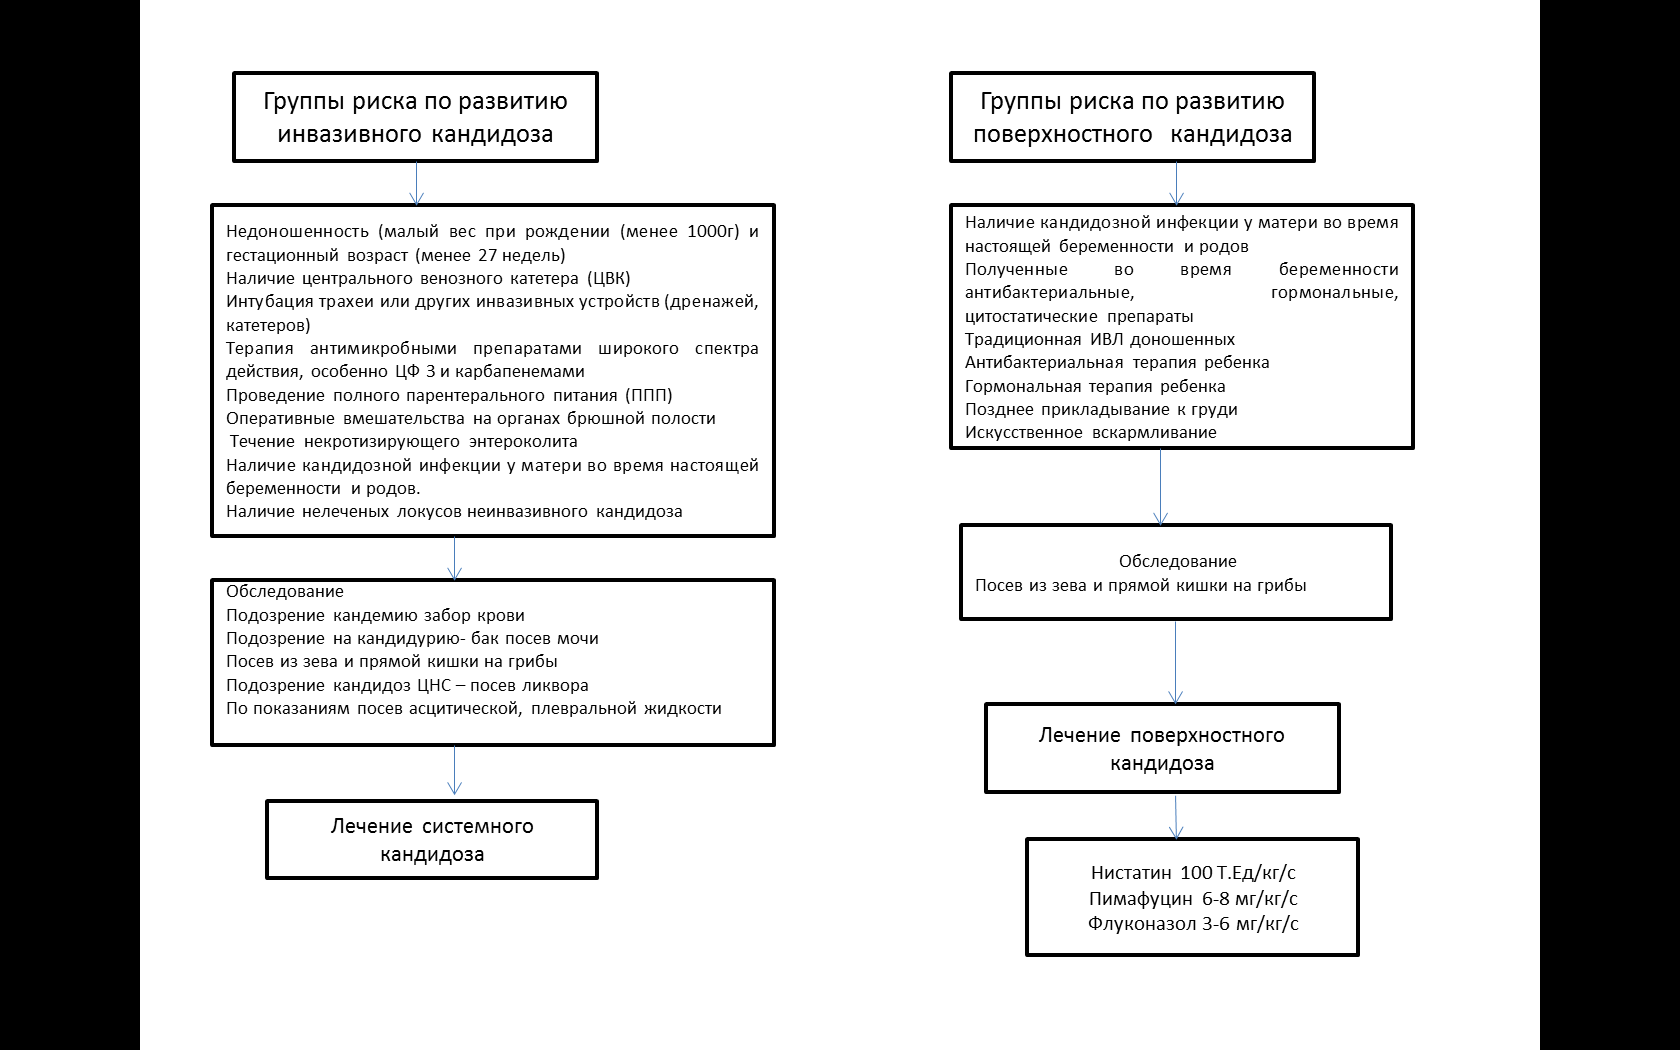 Группы риска по развитию
инвазивного кандидоза
Недоношенность (малый вес при рождении (менее 1000г) и
гестационный возраст (менее 27 недель)
Наличие центрального венозного катетера (ЦВК)
Интубация трахеи или других инвазивных устройств (дренажей,
катетеров)
Терапия антимикробными препаратами широкого спектра
действия, особенно ЦФ 3 и карбапенемами
Проведение полного парентерального питания (ППП)
Оперативные вмешательства на органах брюшной полости
Течение некротизирующего энтероколита
Наличие кандидозной инфекции у матери во время настоящей
беременности и родов.
Наличие нелеченых локусов неинвазивного кандидоза
Обследование
Подозрение кандемию забор крови
Подозрение на кандидурию- бак посев мочи
Посев из зева и прямой кишки на грибы
Подозрение кандидоз ЦНС – посев ликвора
По показаниям посев асцитической, плевральной жидкости
Лечение системного
кандидоза
Группы риска по развитию
поверхностного кандидоза
Наличие кандидозной инфекции у матери во время
настоящей беременности и родов
Полученные во время беременности
антибактериальные, гормональные,
цитостатические препараты
Традиционная ИВЛ доношенных
Антибактериальная терапия ребенка
Гормональная терапия ребенка
Позднее прикладывание к груди
Искусственное вскармливание
Обследование
Посев из зева и прямой кишки на грибы
Лечение поверхностного
кандидоза
Нистатин 100 Т.Ед/кг/с
Пимафуцин 6-8 мг/кг/с
Флуконазол 3-6 мг/кг/с